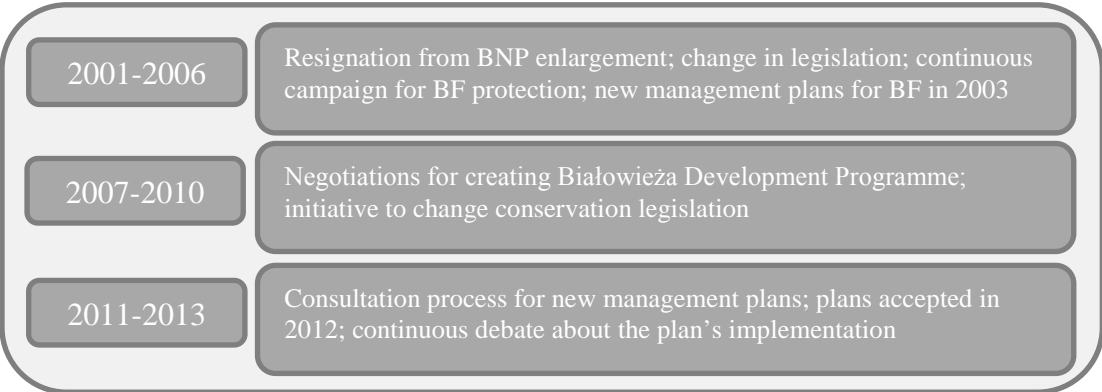 2001-2006
Resignation from BNP enlargement; change in legislation; continuous
campaign for BF protection; new management plans for BF in 2003
2007-2010
Negotiations for creating Białowieża Development Programme;
initiative to change conservation legislation
2011-2013
Consultation process for new management plans; plans accepted in
2012; continuous debate about the plan's implementation